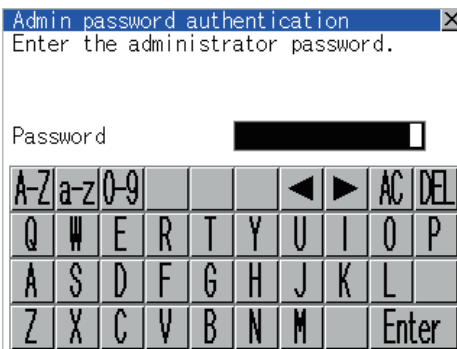 Admin password authentication ×
Enter the administrator password.
Password
A-Z a-z 0-9 ◀ ▶ AC DEL
Q W E R T Y U I O P
A S D F G H J K L
Z X C V B N M Enter